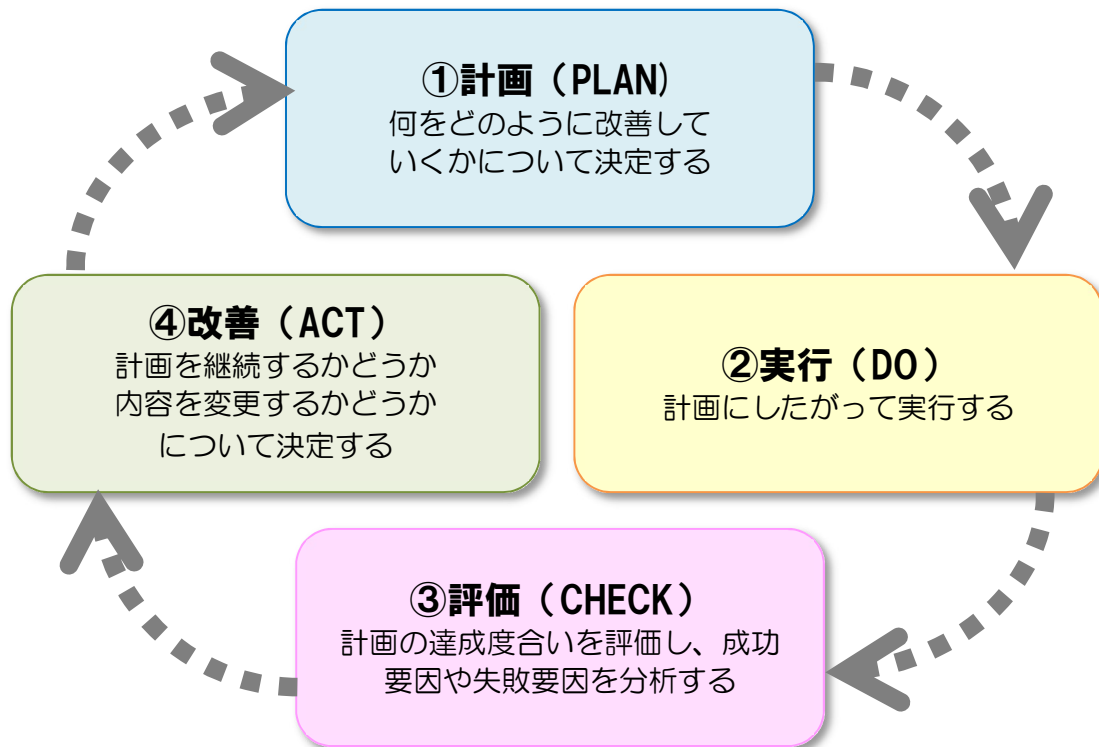 ①計画（PLAN)
何をどのように改善して
いくかについて決定する
②実行（DO）
計画にしたがって実行する
③評価（CHECK）
計画の達成度合いを評価し、成功
要因や失敗要因を分析する
④改善（ACT）
計画を継続するかどうか
内容を変更するかどうか
について決定する